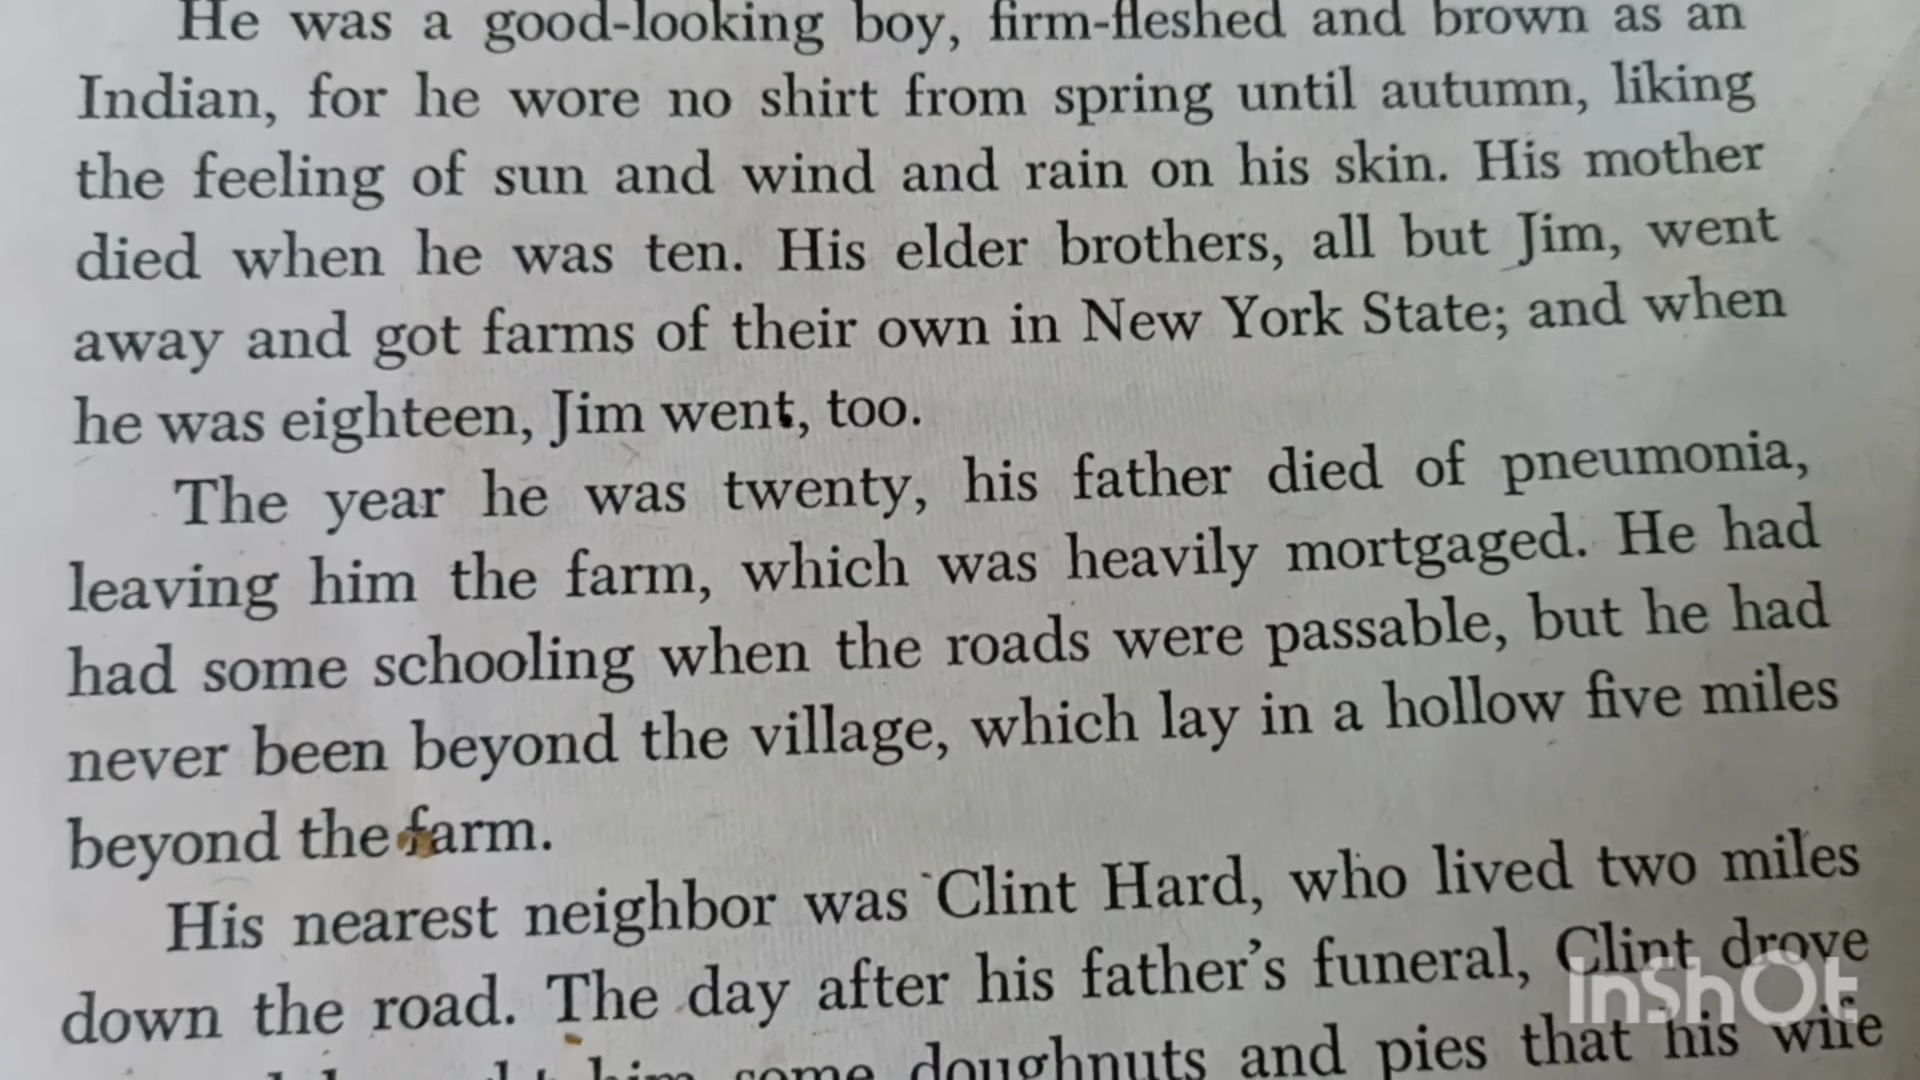 He was a good-looking boy, firm-fleshed and brown as an
Indian, for he wore no shirt from spring until autumn, liking
the feeling of sun and wind and rain on his skin. His mother
died when he was ten. His elder brothers, all but Jim, went
away and got farms of their own in New York State; and when
he was eighteen, Jim went, too.
The year he was twenty, his father died of pneumonia,
leaving him the farm, which was heavily mortgaged. He had
had some schooling when the roads were passable, but he had
never been beyond the village, which lay in a hollow five miles
beyond the farm.
His nearest neighbor was Clint Hard, who lived two miles
down the road. The day after his father's funeral, Clint drove
him some doughnuts and pies that his wife
InShot